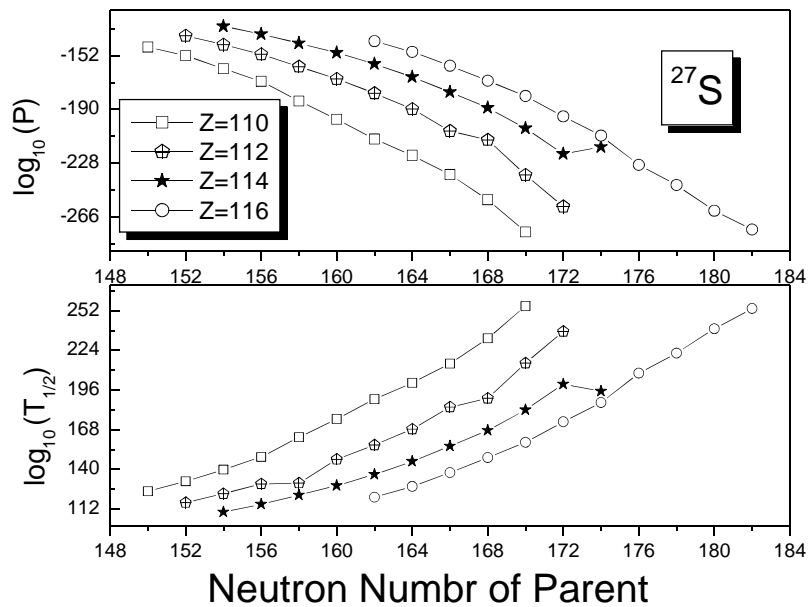 -152
-190
-228
-266
log10 (P)
27S
Z=110
Z=112
Z=114
Z=116
148 152 156 160 164 168 172 176 180 184
252
224
196
168
140
112
log10 (T1/2)
148 152 156 160 164 168 172 176 180 184
Neutron Numbr of Parent